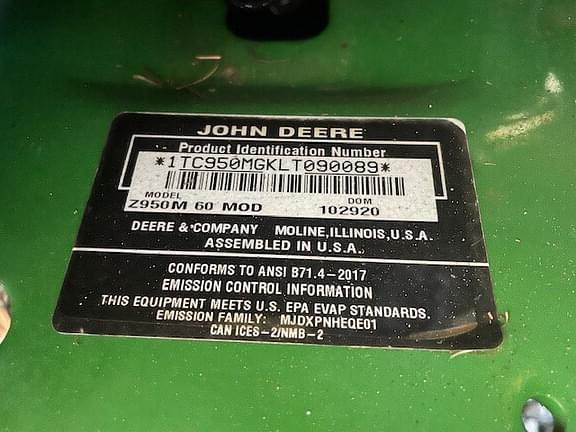 JOHN DEERE
Product Identification Number
*1TC950MGKLT090089*
MODEL DOM
Z950M 60 MOD 102920
DEERE & COMPANY MOLINE, ILLINOIS, U.S.A.
ASSEMBLED IN U.S.A.
CONFORMS TO ANSI B71.4-2017
EMISSION CONTROL INFORMATION
THIS EQUIPMENT MEETS U.S. EPA EVAP STANDARDS.
EMISSION FAMILY: MJDXPNHEQE01
CAN ICES-2/NMB-2